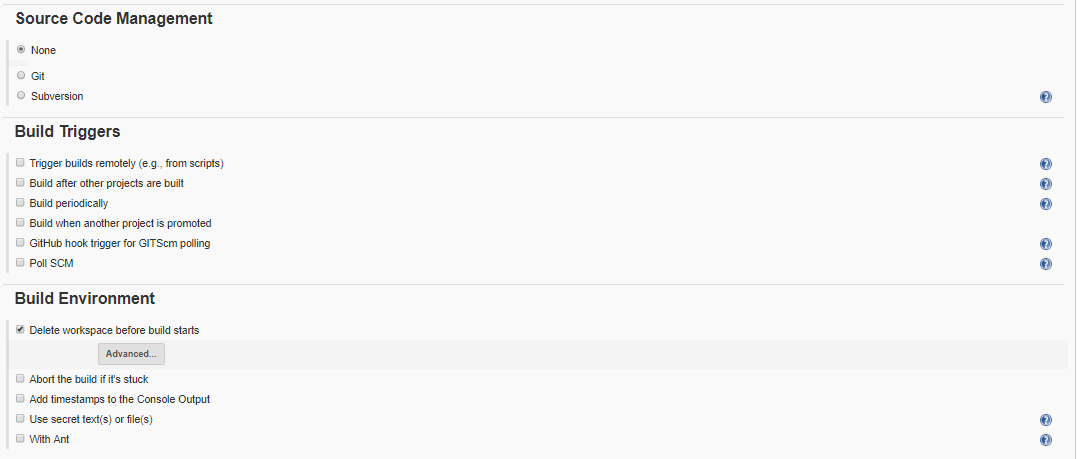 Source Code Management
None
Git
Subversion
Build Triggers
Trigger builds remotely (e.g., from scripts)
Build after other projects are built
Build periodically
Build when another project is promoted
GitHub hook trigger for GITScm polling
Poll SCM
Build Environment
Delete workspace before build starts
Advanced...
Abort the build if it's stuck
Add timestamps to the Console Output
Use secret text(s) or file(s)
With Ant